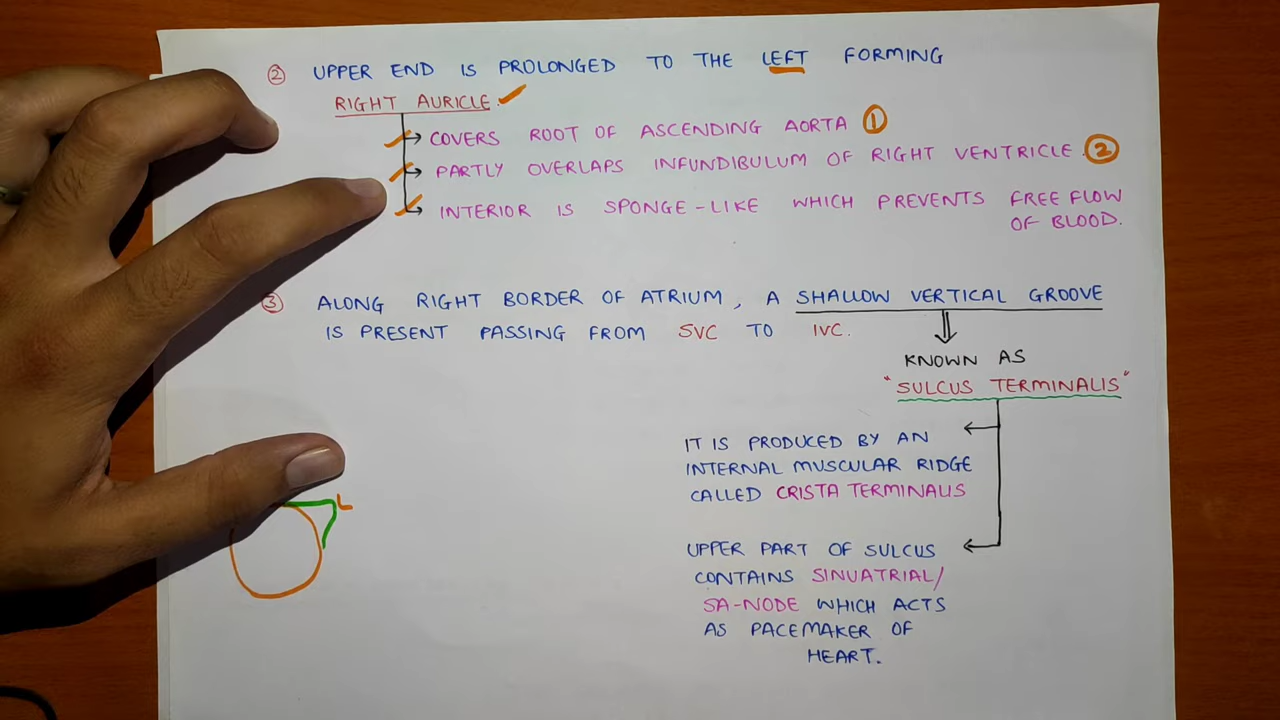 ② UPPER END IS PROLONGED TO THE LEFT FORMING
RIGHT AURICLE.
COVERS ROOT OF ASCENDING AORTA ①
PARTLY OVERLAPS INFUNDIBULUM OF RIGHT VENTRICLE. ②
INTERIOR IS SPONGE-LIKE WHICH PREVENTS FREE FLOW
OF BLOOD.
③ ALONG RIGHT BORDER OF ATRIUM, A SHALLOW VERTICAL GROOVE
IS PRESENT PASSING FROM SVC TO IVC.
KNOWN AS
"SULCUS TERMINALIS"
IT IS PRODUCED BY AN
INTERNAL MUSCULAR RIDGE
CALLED CRISTA TERMINALIS
L
UPPER PART OF SULCUS
CONTAINS SINUATRIAL/
SA-NODE WHICH ACTS
AS PACEMAKER OF
HEART.